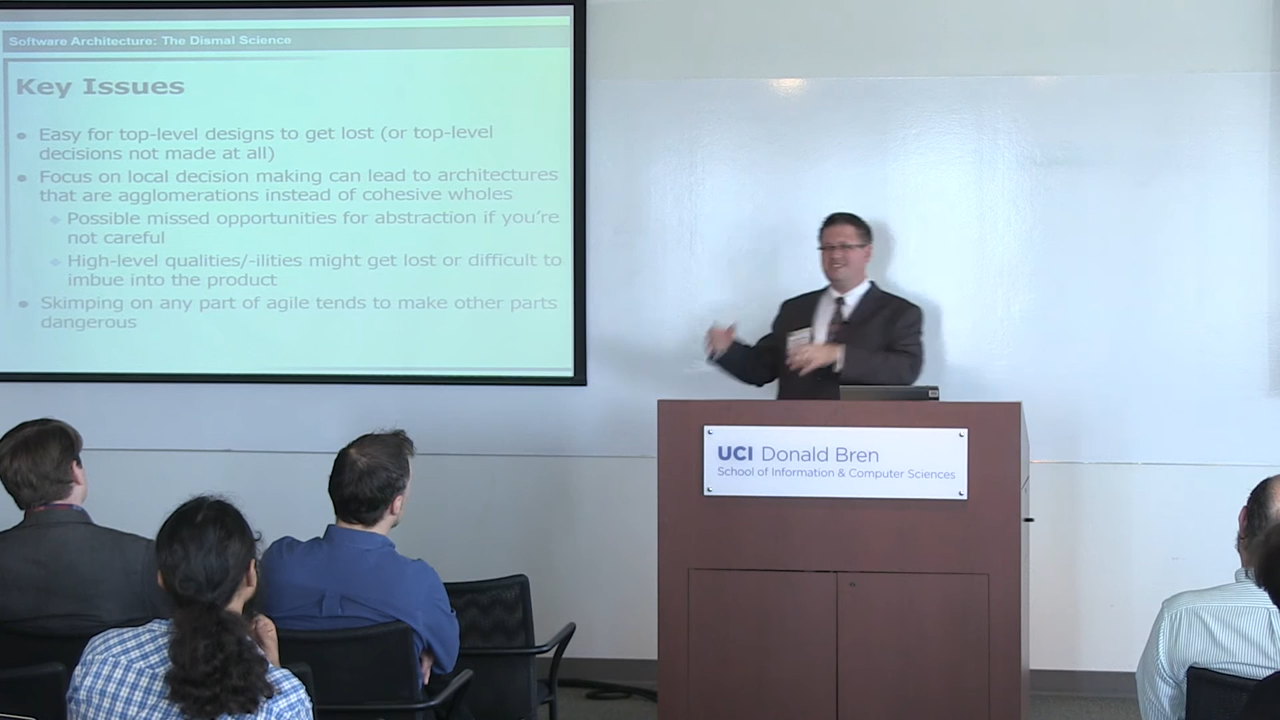 Software Architecture: The Dismal Science
Key Issues
Easy for top-level designs to get lost (or top-level
decisions not made at all)
Focus on local decision making can lead to architectures
that are agglomerations instead of cohesive wholes
Possible missed opportunities for abstraction if you're
not careful
High-level qualities/-ilities might get lost or difficult to
imbue into the product
Skimping on any part of agile tends to make other parts
dangerous
UCI Donald Bren
School of Information & Computer Sciences